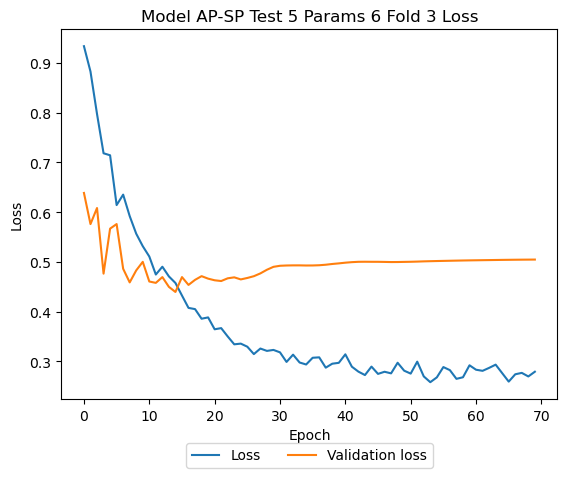 Model AP-SP Test 5 Params 6 Fold 3 Loss
0.9
0.8
0.7
0.6
0.5
0.4
0.3
Loss
0 10 20 30 40 50 60 70
Epoch
Loss Validation loss